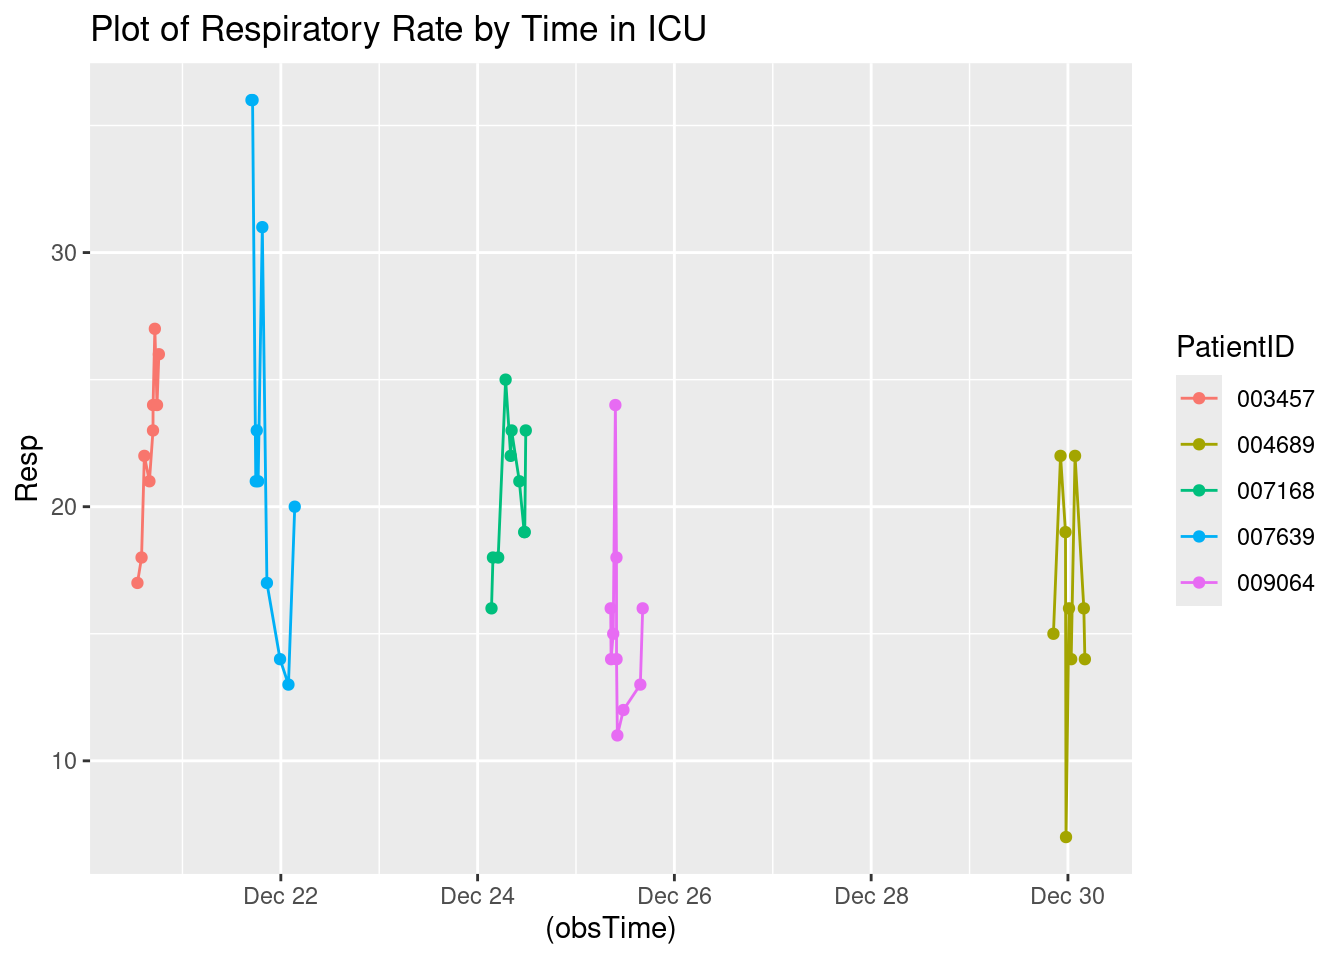 Plot of Respiratory Rate by Time in ICU
30
20
10
Resp
Dec 22
Dec 24
Dec 26
Dec 28
Dec 30
(obsTime)
PatientID
003457
004689
007168
007639
009064